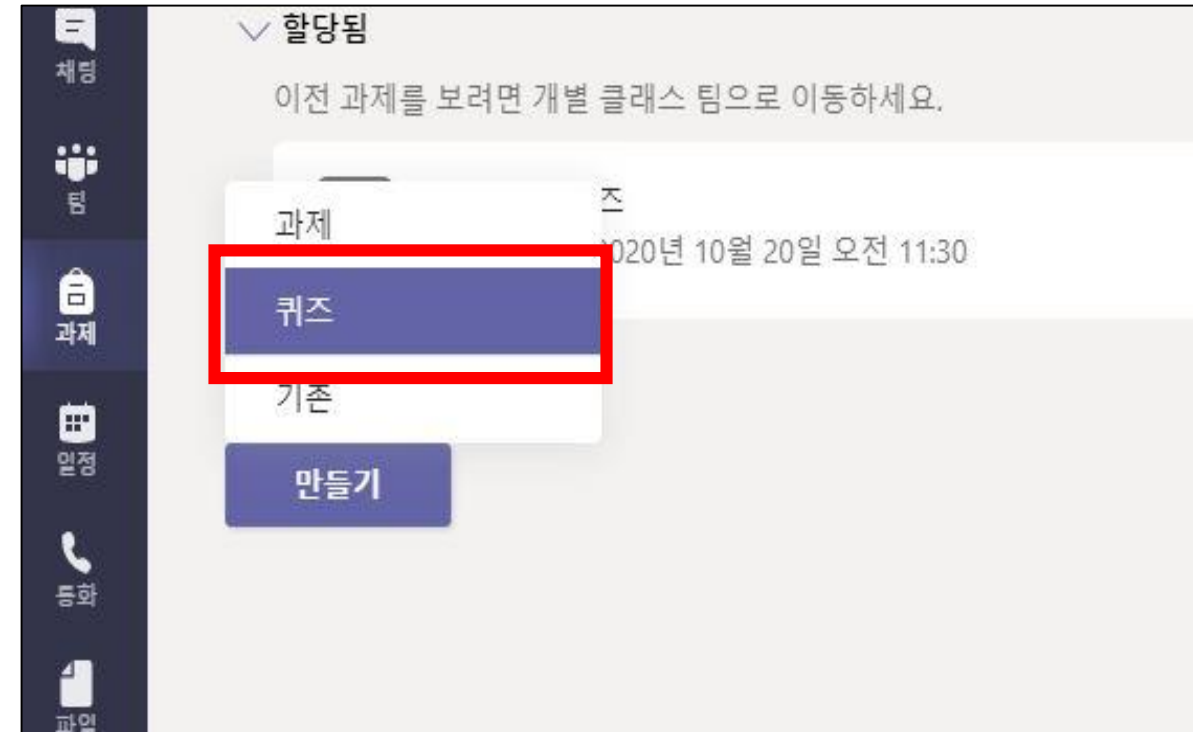 채팅
팀
과제
일정
통화
파일
할당됨
이전 과제를 보려면 개별 클래스 팀으로 이동하세요.
즈
020년 10월 20일 오전 11:30
과제
퀴즈
기존
만들기